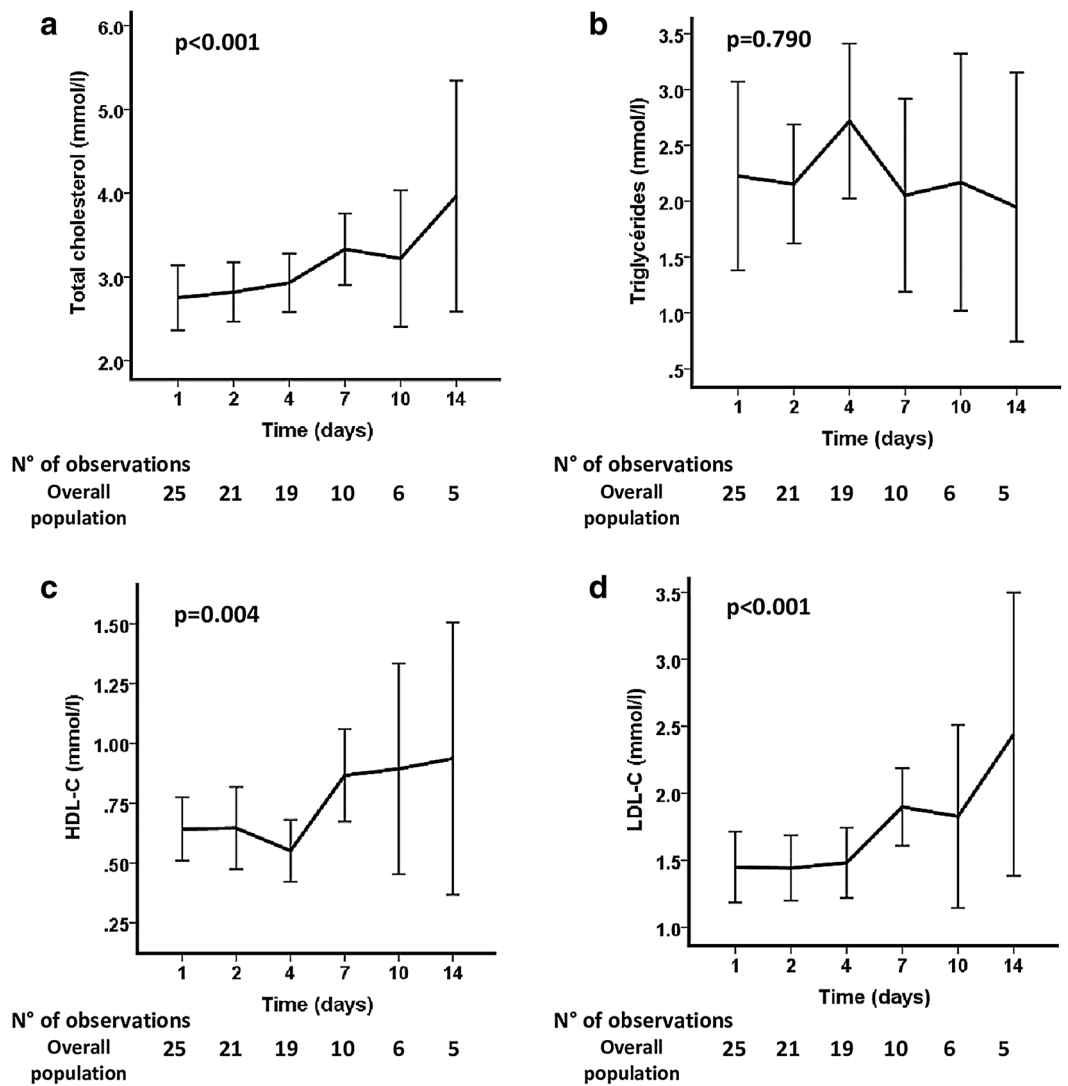 a
p<0.001
Total cholesterol (mmol/l)
6.0
5.0
4.0
3.0
2.0
1 2 4 7 10 14
Time (days)
N° of observations
Overall population 25 21 19 10 6 5
b
p=0.790
Triglycérides (mmol/l)
3.5
3.0
2.5
2.0
1.5
1.0
.5
1 2 4 7 10 14
Time (days)
N° of observations
Overall population 25 21 19 10 6 5
c
p=0.004
HDL-C (mmol/l)
1.50
1.25
1.00
.75
.50
.25
1 2 4 7 10 14
Time (days)
N° of observations
Overall population 25 21 19 10 6 5
d
p<0.001
LDL-C (mmol/l)
3.5
3.0
2.5
2.0
1.5
1.0
1 2 4 7 10 14
Time (days)
N° of observations
Overall population 25 21 19 10 6 5